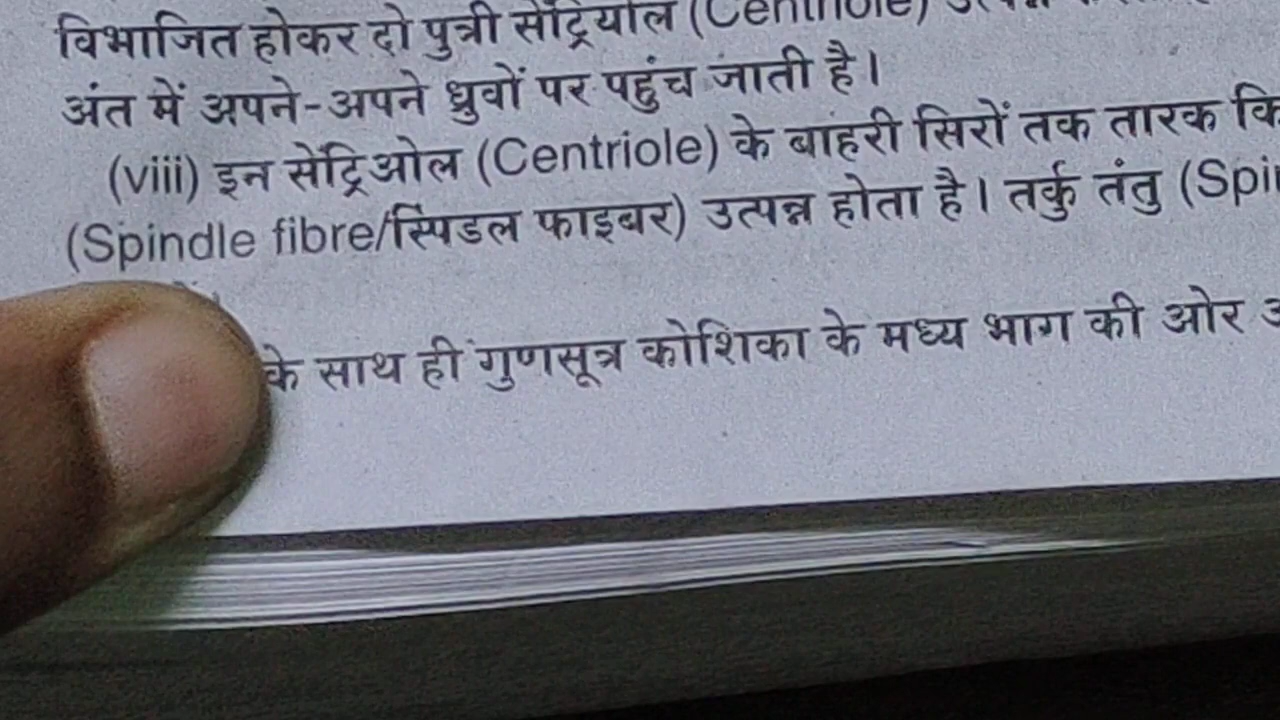 विभाजित होकर दो पुत्री सेंट्रियोल (Centriole)
अंत में अपने-अपने ध्रुवों पर पहुंच जाती है।
(viii) इन सेंट्रिओल (Centriole) के बाहरी सिरों तक तारक
(Spindle fibre/स्पिंडल फाइबर) उत्पन्न होता है। तर्कु तंतु
के साथ ही गुणसूत्र कोशिका के मध्य भाग की ओर